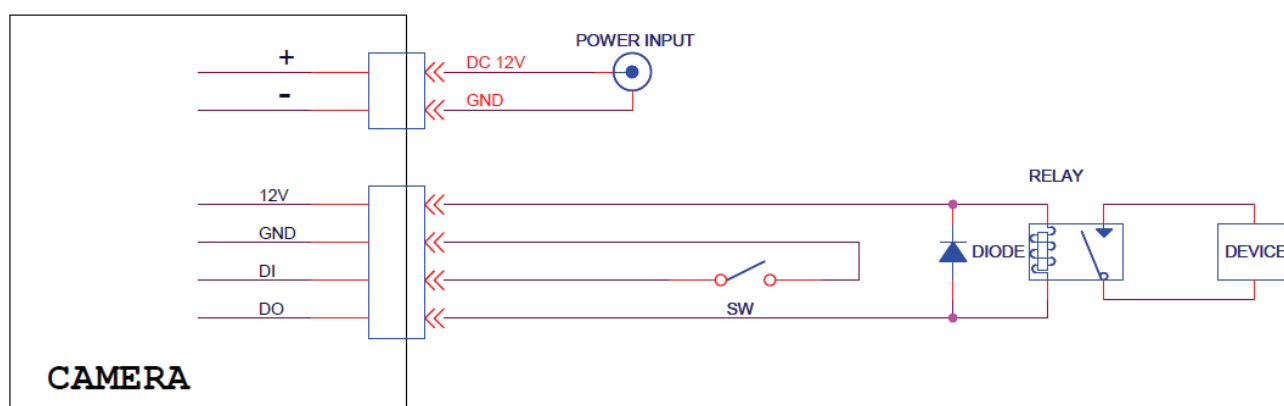 POWER INPUT
+
DC 12V
-
GND
RELAY
12V
GND
DI
DIODE
DEVICE
DO
SW
CAMERA